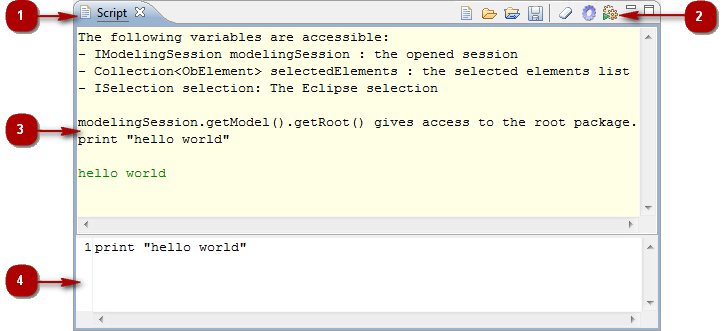 1
Script
2
The following variables are accessible:
- IModelingSession modelingSession : the opened session
- Collection<ObElement> selectedElements : the selected elements list
- ISelection selection: The Eclipse selection
modelingSession.getModel().getRoot() gives access to the root package.
3
print "hello world"
hello world
1 print "hello world"
4